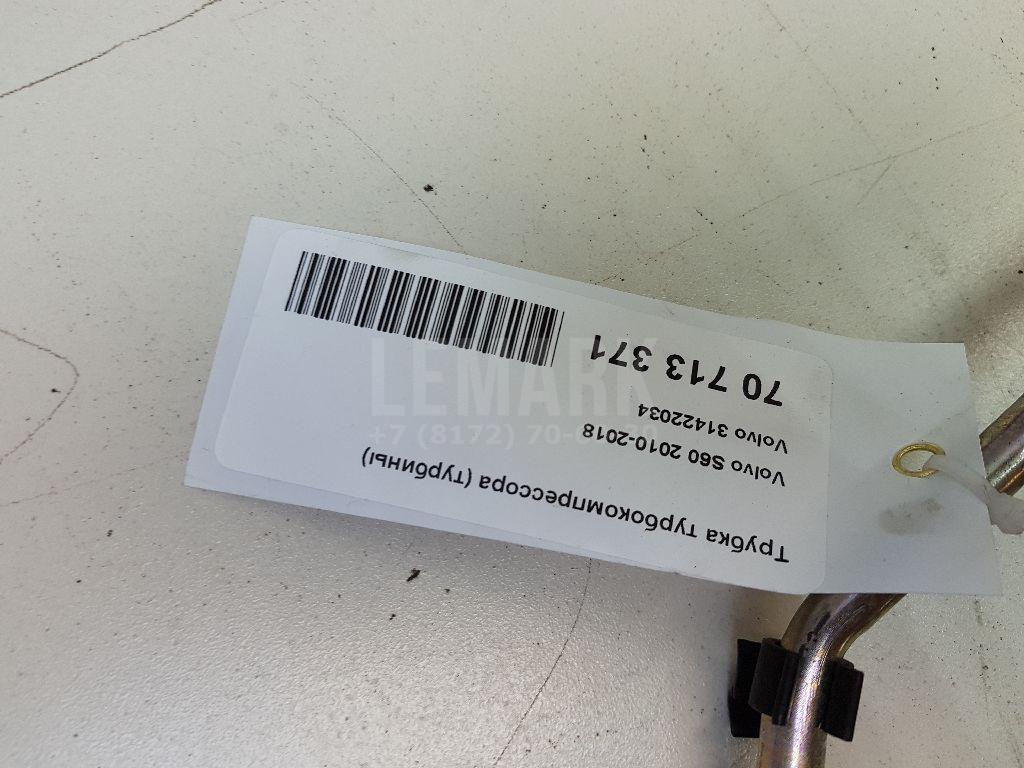 Трубка турбокомпрессора (турбины)
Volvo S60 2010-2018
Volvo 31422034
70 713 371
LEMARK
+7 (8172) 70-